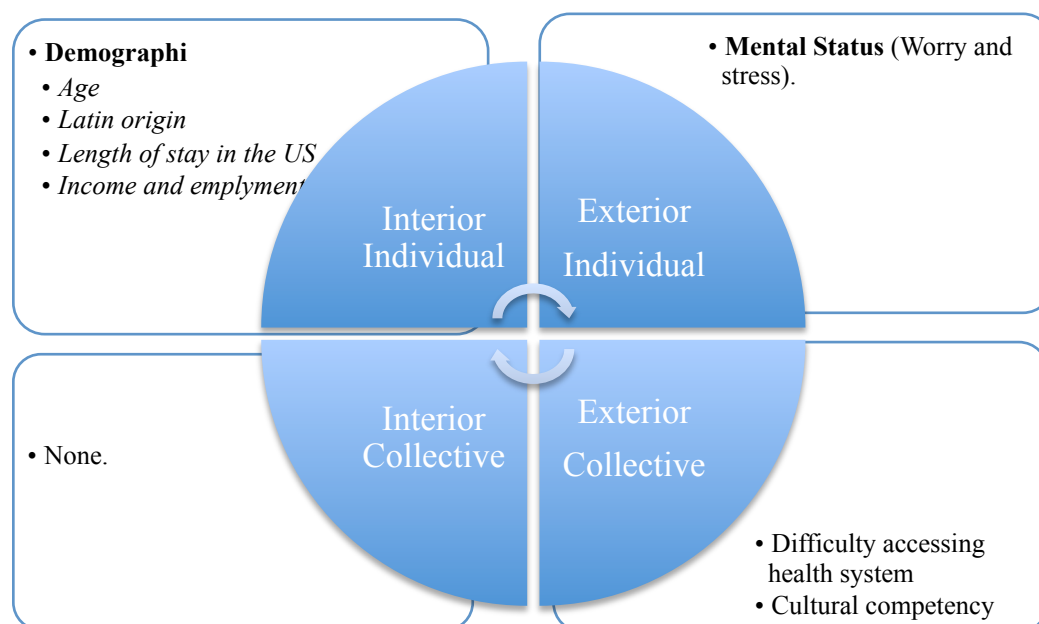 • Demographi
• Age
• Latin origin
• Length of stay in the US
• Income and emplyment
• Mental Status (Worry and
stress).
Interior
Individual
Exterior
Individual
Interior
Collective
Exterior
Collective
• None.
• Difficulty accessing
health system
• Cultural competency